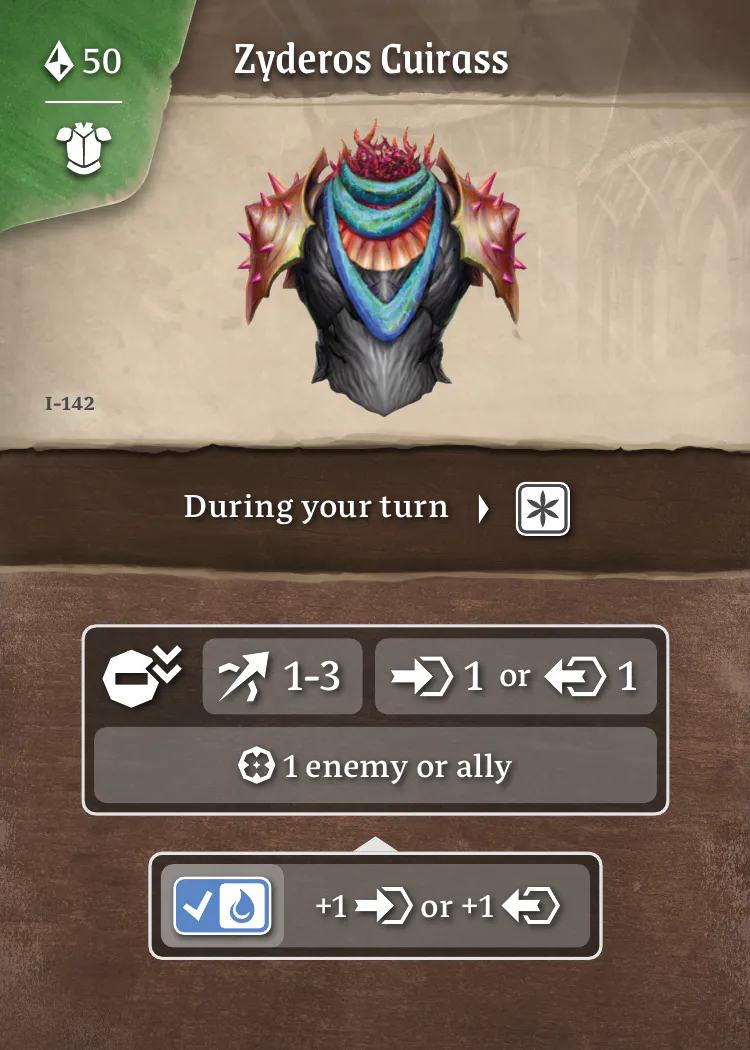 50
Zyderos Cuirass
I-142
During your turn
1-3
1 or 1
1 enemy or ally
+1 or +1